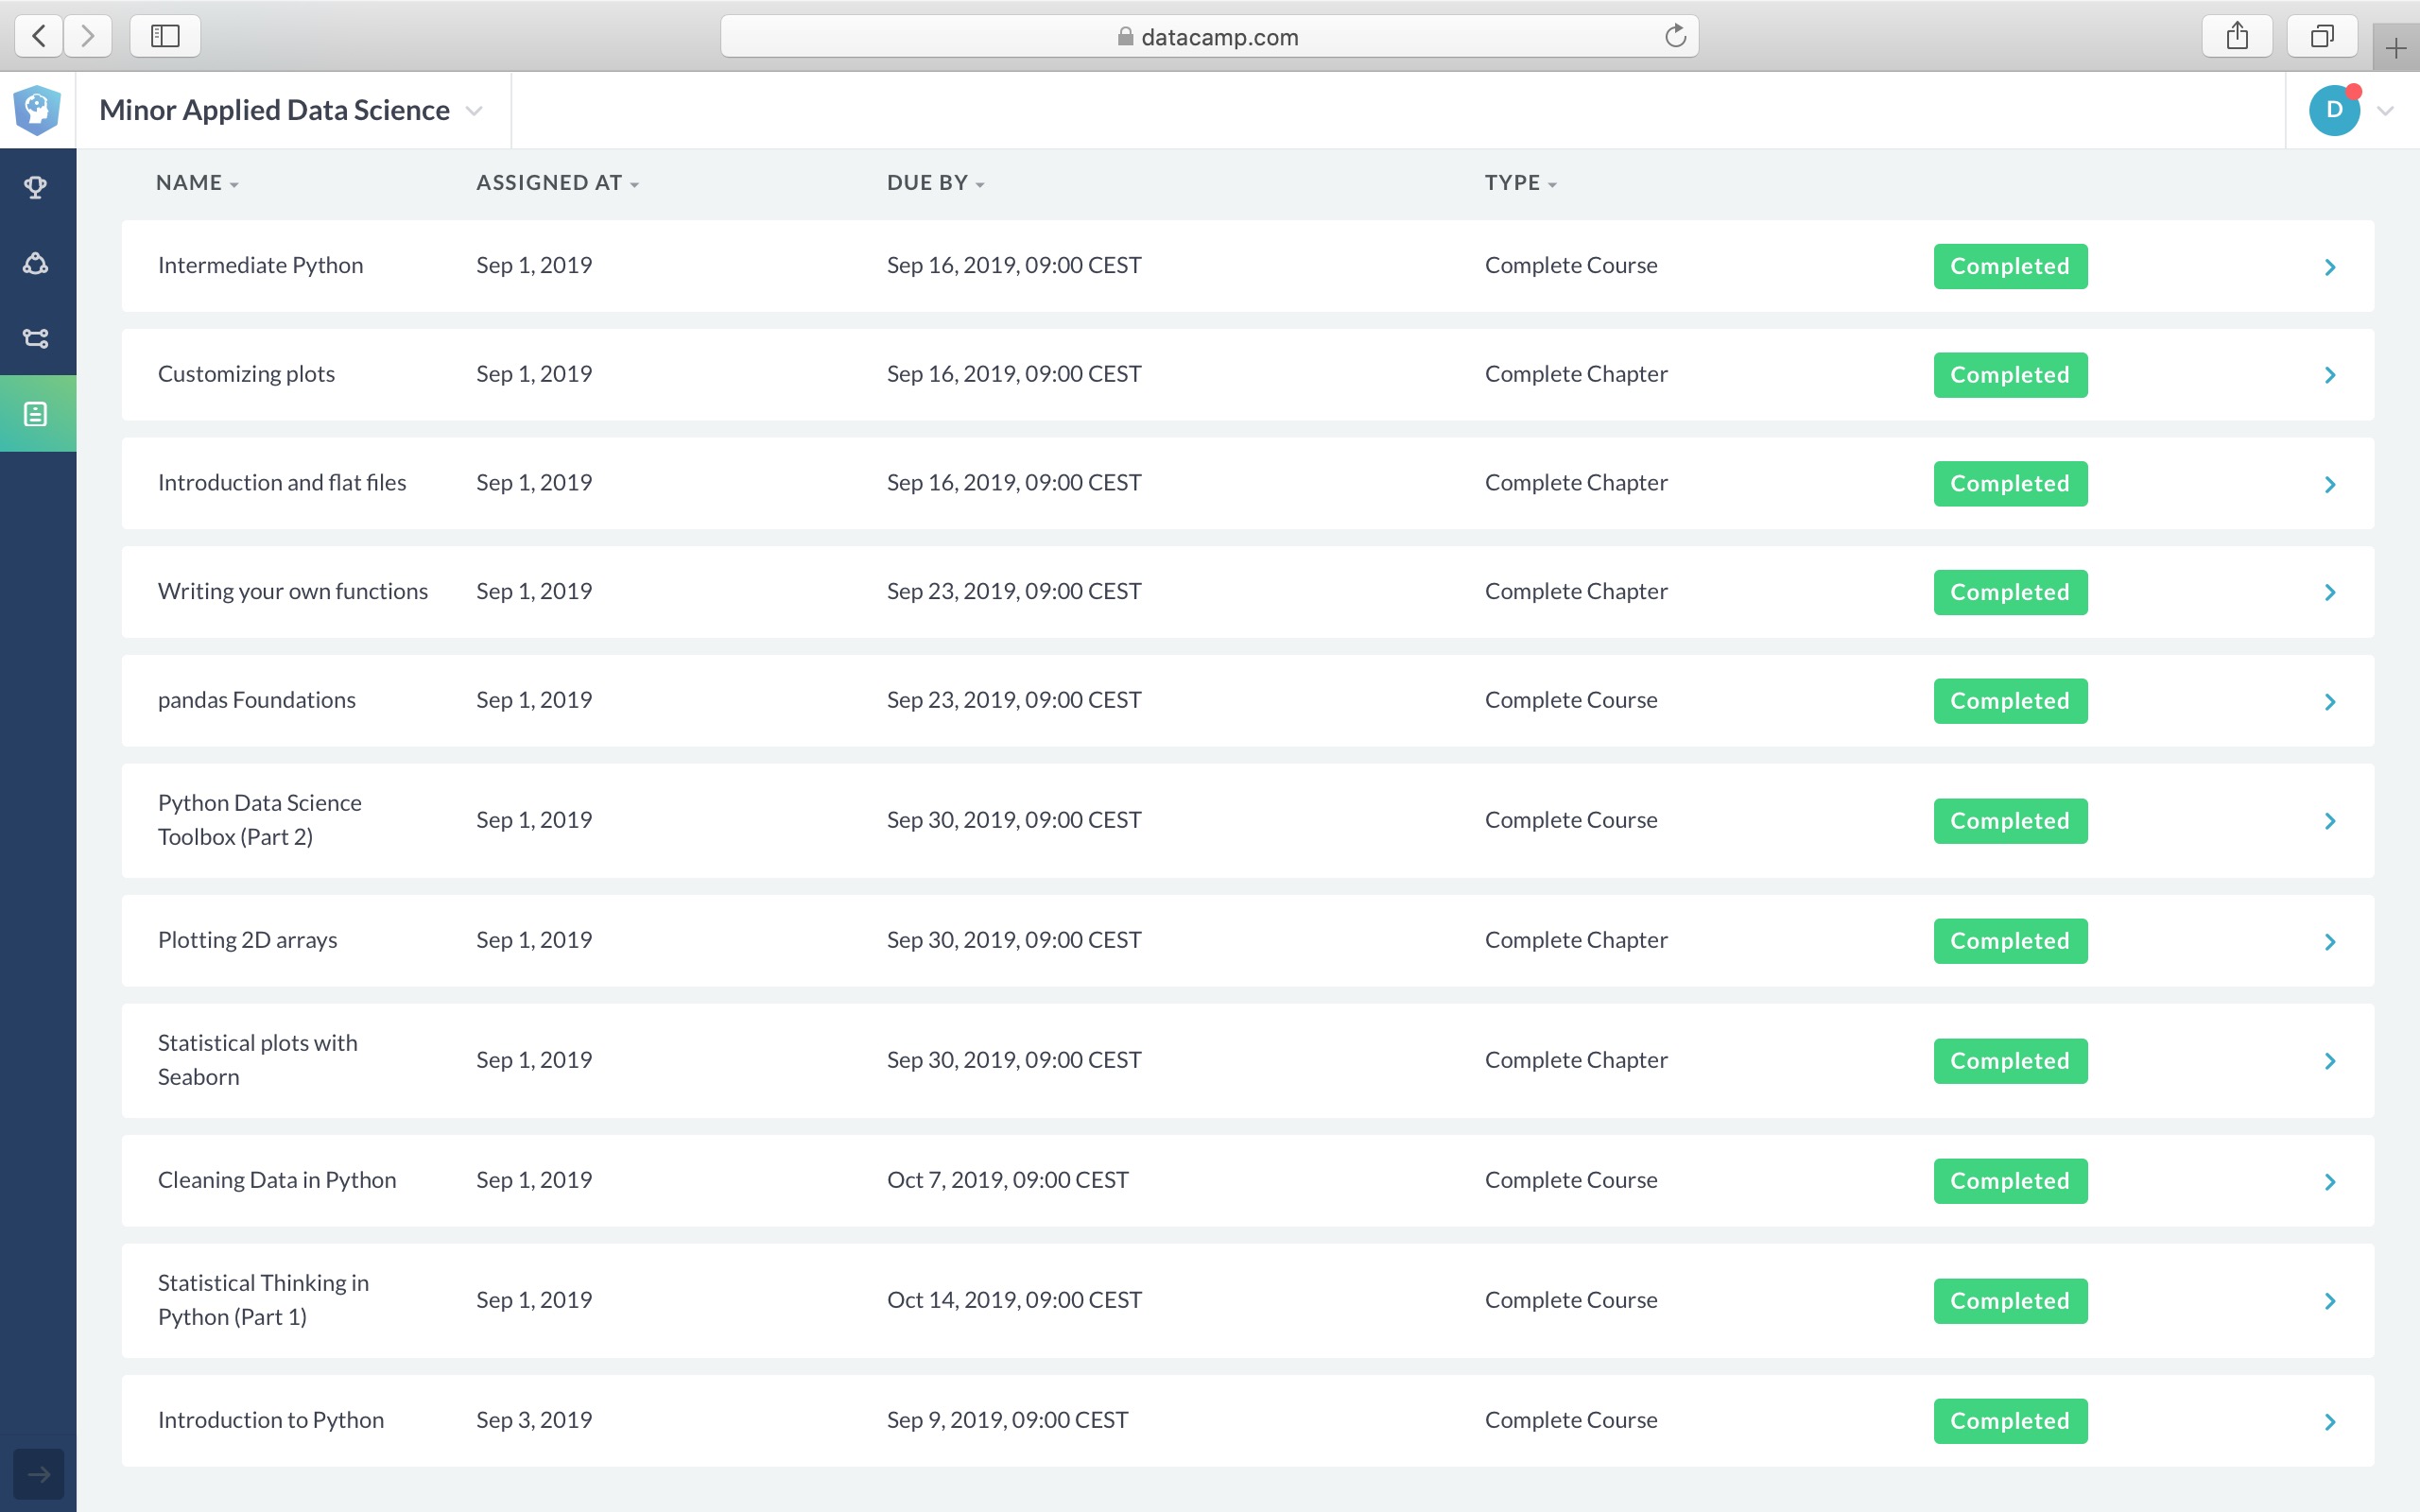 datacamp.com
Minor Applied Data Science
D
NAME ASSIGNED AT DUE BY TYPE
Intermediate Python Sep 1, 2019 Sep 16, 2019, 09:00 CEST Complete Course Completed
Customizing plots Sep 1, 2019 Sep 16, 2019, 09:00 CEST Complete Chapter Completed
Introduction and flat files Sep 1, 2019 Sep 16, 2019, 09:00 CEST Complete Chapter Completed
Writing your own functions Sep 1, 2019 Sep 23, 2019, 09:00 CEST Complete Chapter Completed
pandas Foundations Sep 1, 2019 Sep 23, 2019, 09:00 CEST Complete Course Completed
Python Data Science
Toolbox (Part 2) Sep 1, 2019 Sep 30, 2019, 09:00 CEST Complete Course Completed
Plotting 2D arrays Sep 1, 2019 Sep 30, 2019, 09:00 CEST Complete Chapter Completed
Statistical plots with
Seaborn Sep 1, 2019 Sep 30, 2019, 09:00 CEST Complete Chapter Completed
Cleaning Data in Python Sep 1, 2019 Oct 7, 2019, 09:00 CEST Complete Course Completed
Statistical Thinking in
Python (Part 1) Sep 1, 2019 Oct 14, 2019, 09:00 CEST Complete Course Completed
Introduction to Python Sep 3, 2019 Sep 9, 2019, 09:00 CEST Complete Course Completed